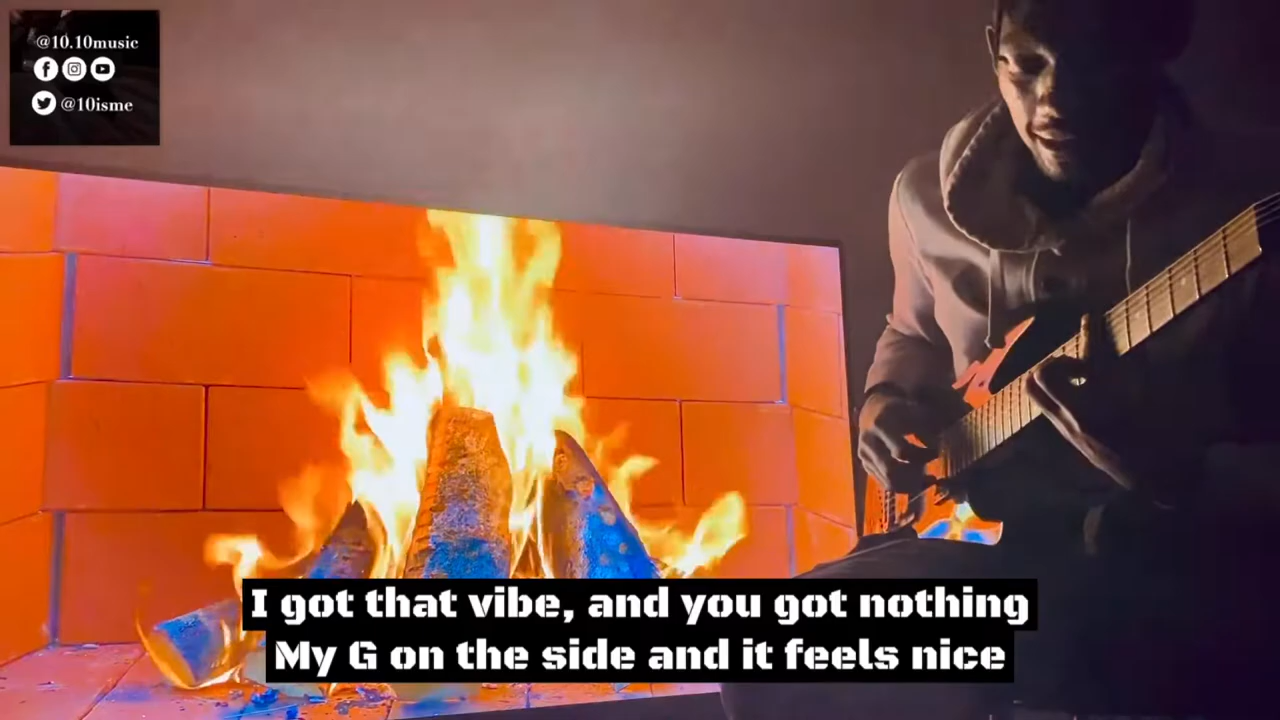 @10.10music
@10isme
I got that vibe, and you got nothing
My G on the side and it feels nice